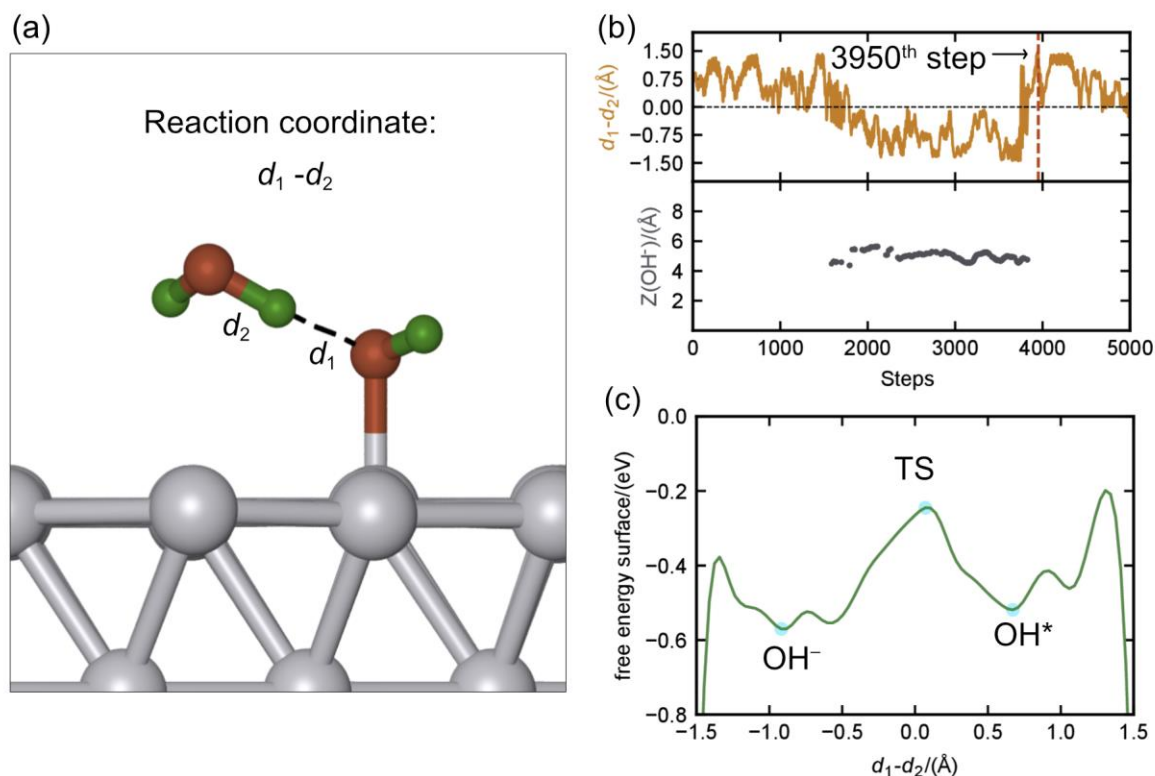 (a)
Reaction coordinate:
d₁ -d₂
d₂
d₁
(b)
3950th step
d₁-d₂/(Å)
1.50
0.75
0.00
−0.75
−1.50
Z(OH⁻)/(Å)
8
6
4
2
0 1000 2000 3000 4000 5000
Steps
(c)
free energy surface/(eV)
0.0
−0.2
−0.4
−0.6
−0.8
TS
OH⁻
OH*
−1.5 −1.0 −0.5 0.0 0.5 1.0 1.5
d₁-d₂/(Å)